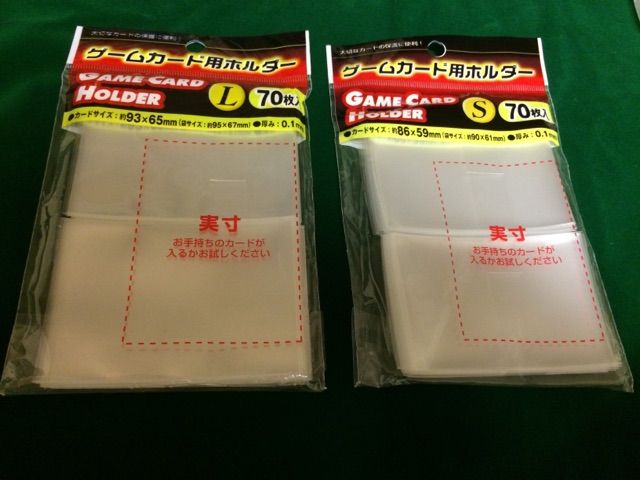 大切なカードの保護に便利!
ゲームカード用ホルダー
GAME CARD
HOLDER
L
70枚入
●カードサイズ:約93×65mm(袋サイズ:約95×67mm) ●厚み:0.1m
実寸
お手持ちのカードが
入るかお試しください
大切なカードの保護に便利!
ゲームカード用ホルダー
GAME CARD
HOLDER
S
70枚入
●カードサイズ:約86×59mm(袋サイズ:約90×61mm) ●厚み:0.1m
実寸
お手持ちのカードが
入るかお試しください